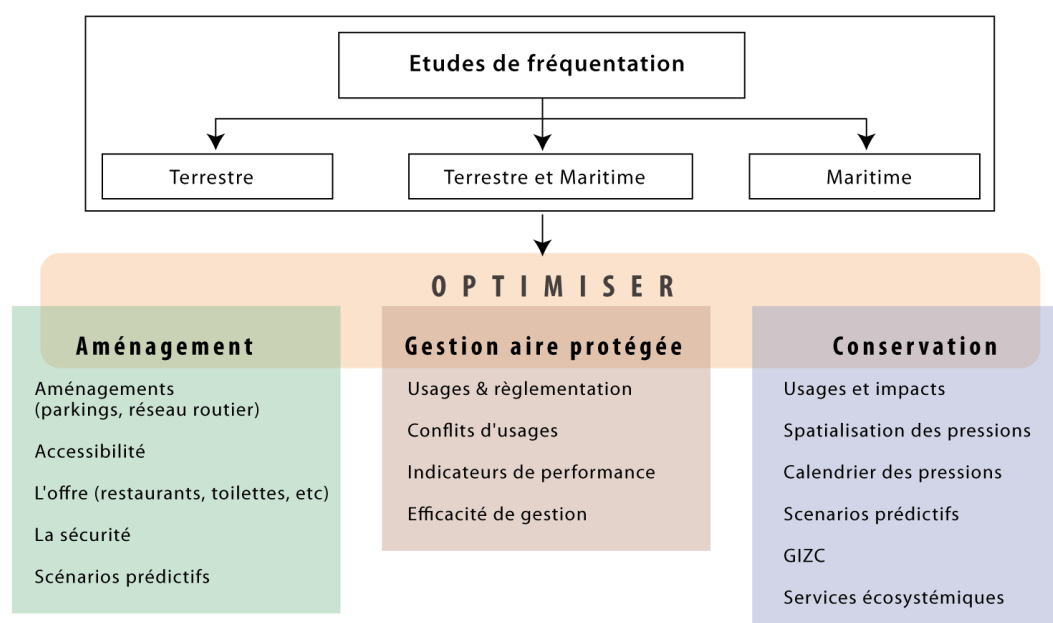 Etudes de fréquentation
Terrestre
Terrestre et Maritime
Maritime
OPTIMISER
Aménagement
Aménagements
(parkings, réseau routier)
Accessibilité
L'offre (restaurants, toilettes, etc)
La sécurité
Scénarios prédictifs
Gestion aire protégée
Usages & règlementation
Conflits d'usages
Indicateurs de performance
Efficacité de gestion
Conservation
Usages et impacts
Spatialisation des pressions
Calendrier des pressions
Scenarios prédictifs
GIZC
Services écosystémiques